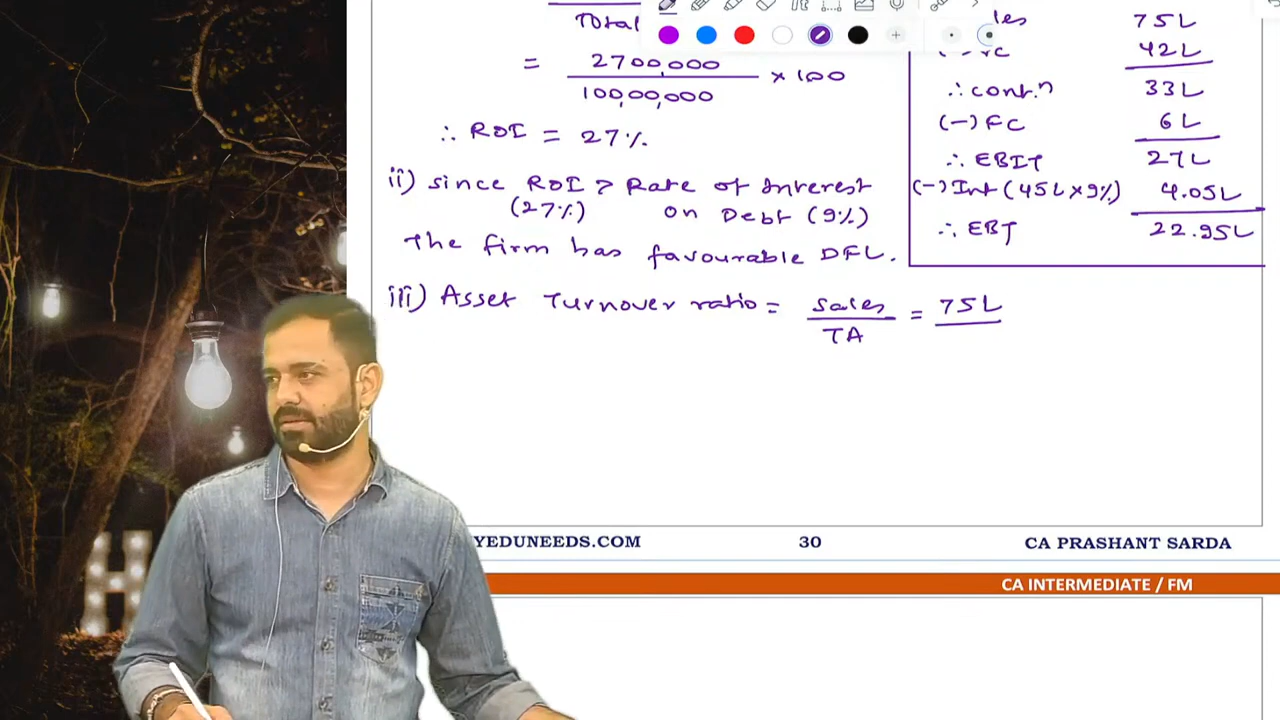 Total
= 2700,000 / 100,00,000 × 100
∴ ROI = 27%
ii) Since ROI > Rate of Interest
(27%) on Debt (9%)
The firm has favourable DFL.
iii) Asset Turnover ratio = Sales / TA = 75L
les 75L
42L
∴ Cont.n 33L
(-) FC 6L
∴ EBIT 27L
(-) Int (45L × 9%) 4.05L
∴ EBT 22.95L
YEDUNEEDS.COM 30 CA PRASHANT SARDA
CA INTERMEDIATE / FM
H